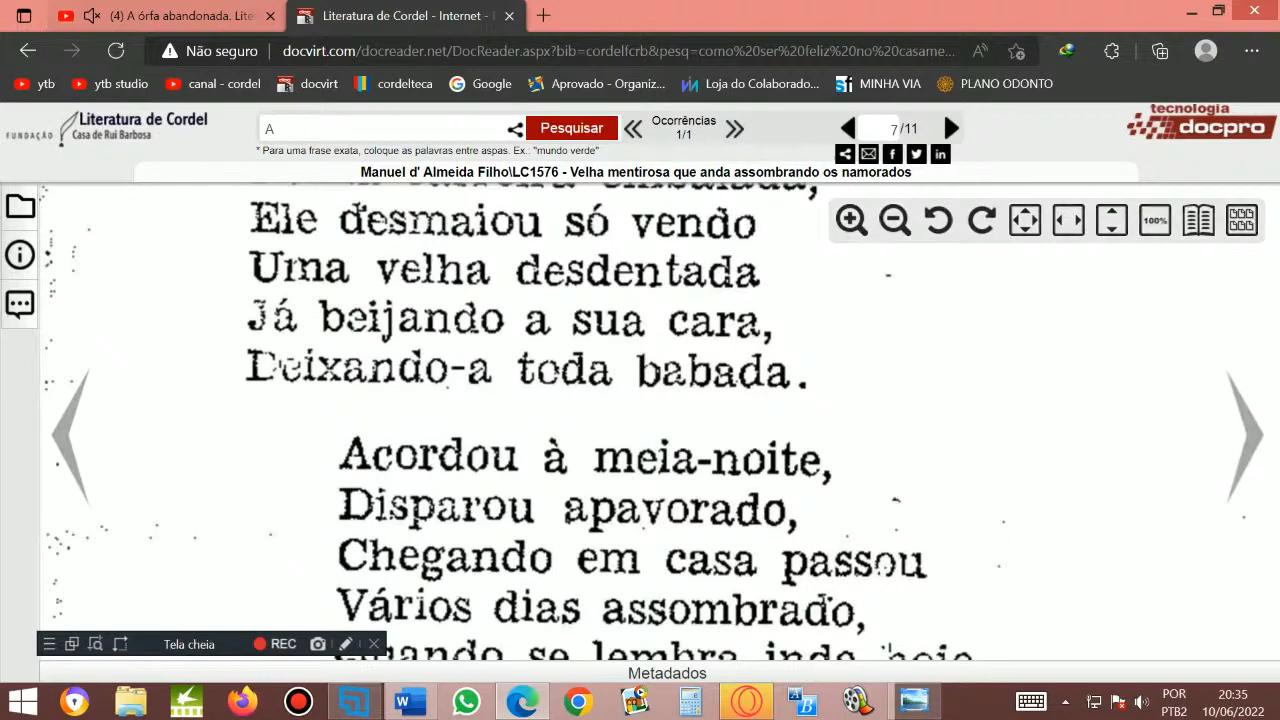 (4) A órfa abandonada. Lite
Literatura de Cordel - Internet -
Não seguro
docvirt.com/docreader.net/DocReader.aspx?bib=cordelfcrb&pesq=como%20ser%20feliz%20no%20casame...
ytb
ytb studio
canal - cordel
docvirt
cordelteca
Google
Aprovado - Organiz...
Loja do Colaborado...
MINHA VIA
PLANO ODONTO
FUNDAÇÃO
Literatura de Cordel
Casa de Rui Barbosa
A
Pesquisar
Ocorrências
1/1
7/11
tecnologia
docpro
* Para uma frase exata, coloque as palavras entre aspas. Ex.: "mundo verde"
Manuel d' Almeida Filho\LC1576 - Velha mentirosa que anda assombrando os namorados
100%
Ele desmaiou só vendo
Uma velha desdentada
Já beijando a sua cara,
Deixando-a toda babada.
Acordou à meia-noite,
Disparou apavorado,
Chegando em casa passou
Vários dias assombrado,
se lembra
Tela cheia
REC
Metadados
POR
PTB2
20:35
10/06/2022